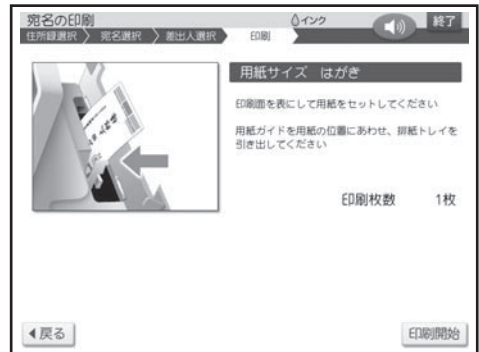 宛名の印刷
インク
終了
住所録選択 〉 宛名選択 〉 差出人選択 印刷
用紙サイズ はがき
印刷面を表にして用紙をセットしてください
用紙ガイドを用紙の位置にあわせ、排紙トレイを
引き出してください
印刷枚数 1枚
◀戻る
印刷開始